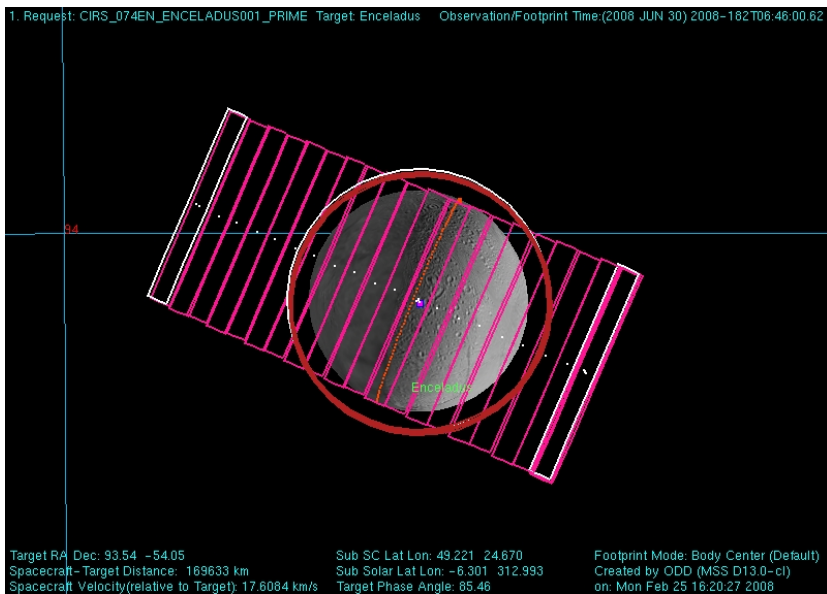 1. Request: CIRS_074EN_ENCELADUS001_PRIME Target: Enceladus Observation/Footprint Time:(2008 JUN 30) 2008-182T06:46:00.62
94
Enceladus
Target RA Dec: 93.54 -54.05 Sub SC Lat Lon: 49.221 24.670 Footprint Mode: Body Center (Default)
Spacecraft-Target Distance: 169633 km Sub Solar Lat Lon: -6.301 312.993 Created by ODD (MSS D13.0-cl)
Spacecraft Velocity(relative to Target): 17.6084 km/s Target Phase Angle: 85.46 on: Mon Feb 25 16:20:27 2008